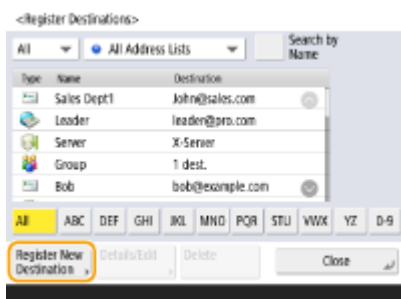 <Register Destinations>
All All Address Lists Search by Name
Type Name Destination
Sales Dept1 John@sales.com
Leader leader@pro.com
Server X-Server
Group 1 dest.
Bob bob@example.com
All ABC DEF GHI JKL MNO PQR STU VWX YZ 0-9
Register New Destination Details/Edit Delete Close